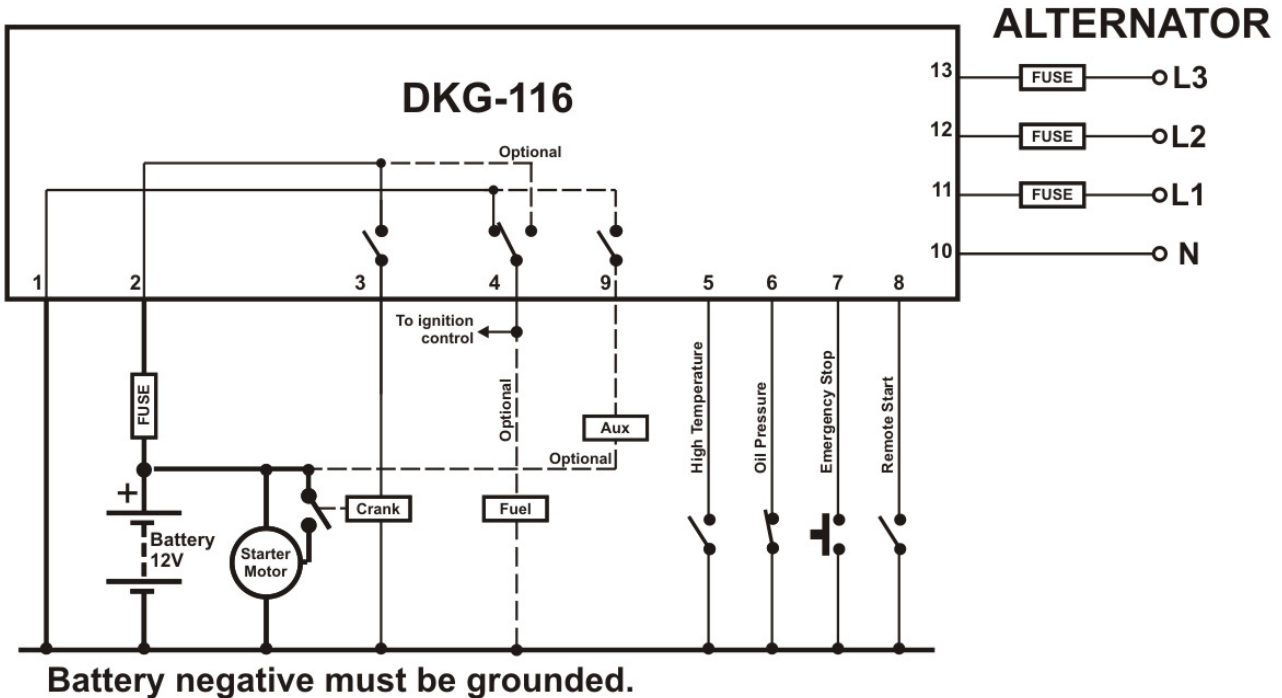 ALTERNATOR
DKG-116
13
FUSE
L3
12
FUSE
L2
11
FUSE
L1
10
N
Optional
1
2
3
4
9
5
6
7
8
To ignition
control
FUSE
Optional
Aux
Optional
High Temperature
Oil Pressure
Emergency Stop
Remote Start
+
Battery
12V
Starter
Motor
Crank
Fuel
Battery negative must be grounded.